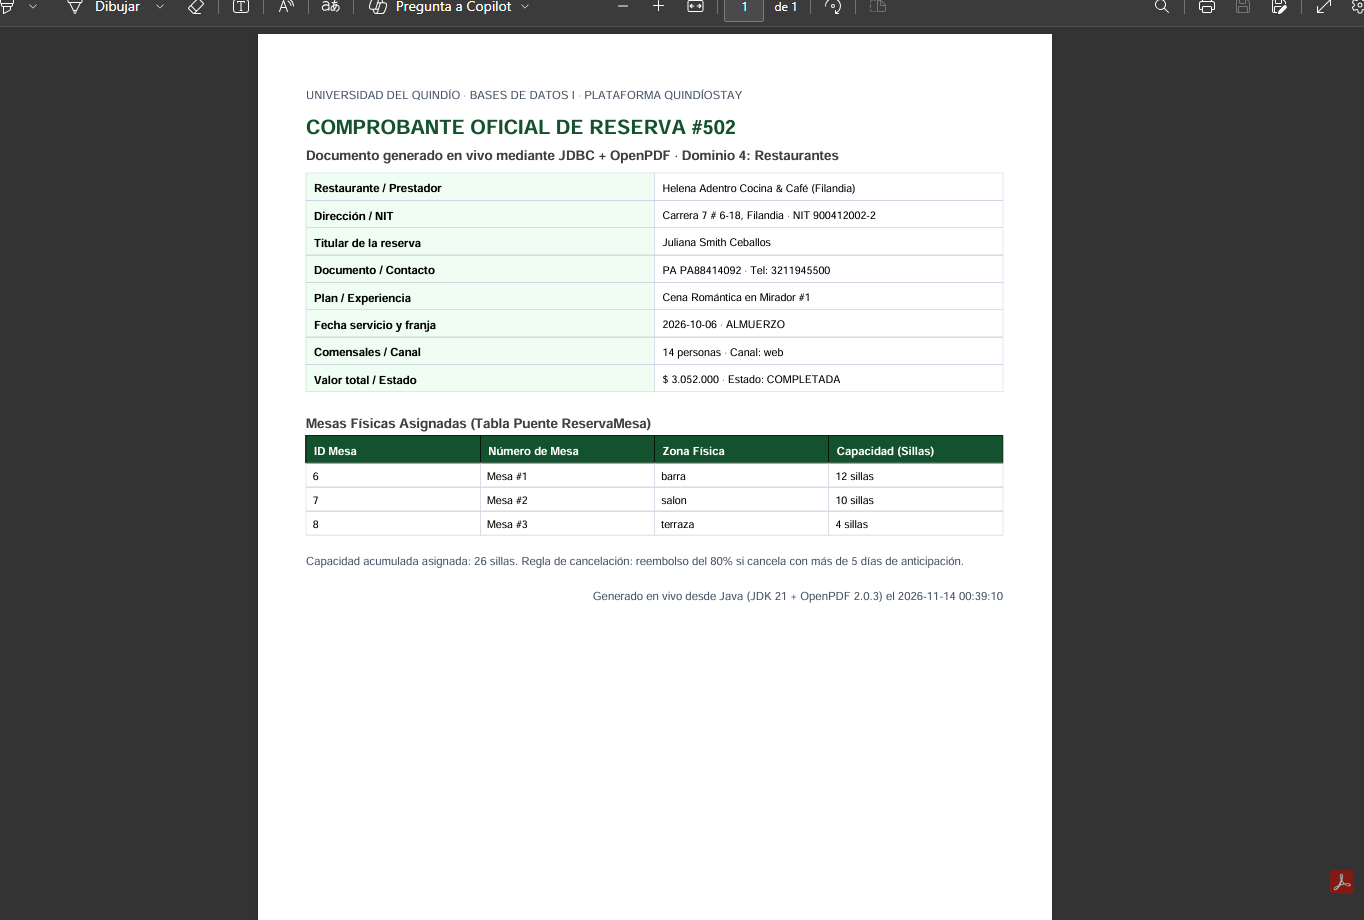 Dibujar
Pregunta a Copilot
1
de 1
UNIVERSIDAD DEL QUINDÍO · BASES DE DATOS I · PLATAFORMA QUINDÍOSTAY
COMPROBANTE OFICIAL DE RESERVA #502
Documento generado en vivo mediante JDBC + OpenPDF · Dominio 4: Restaurantes
Restaurante / Prestador Helena Adentro Cocina & Café (Filandia)
Dirección / NIT Carrera 7 # 6-18, Filandia · NIT 900412002-2
Titular de la reserva Juliana Smith Ceballos
Documento / Contacto PA PA88414092 · Tel: 3211945500
Plan / Experiencia Cena Romántica en Mirador #1
Fecha servicio y franja 2026-10-06 · ALMUERZO
Comensales / Canal 14 personas · Canal: web
Valor total / Estado $ 3.052.000 · Estado: COMPLETADA
Mesas Físicas Asignadas (Tabla Puente ReservaMesa)
ID Mesa Número de Mesa Zona Física Capacidad (Sillas)
6 Mesa #1 barra 12 sillas
7 Mesa #2 salon 10 sillas
8 Mesa #3 terraza 4 sillas
Capacidad acumulada asignada: 26 sillas. Regla de cancelación: reembolso del 80% si cancela con más de 5 días de anticipación.
Generado en vivo desde Java (JDK 21 + OpenPDF 2.0.3) el 2026-11-14 00:39:10